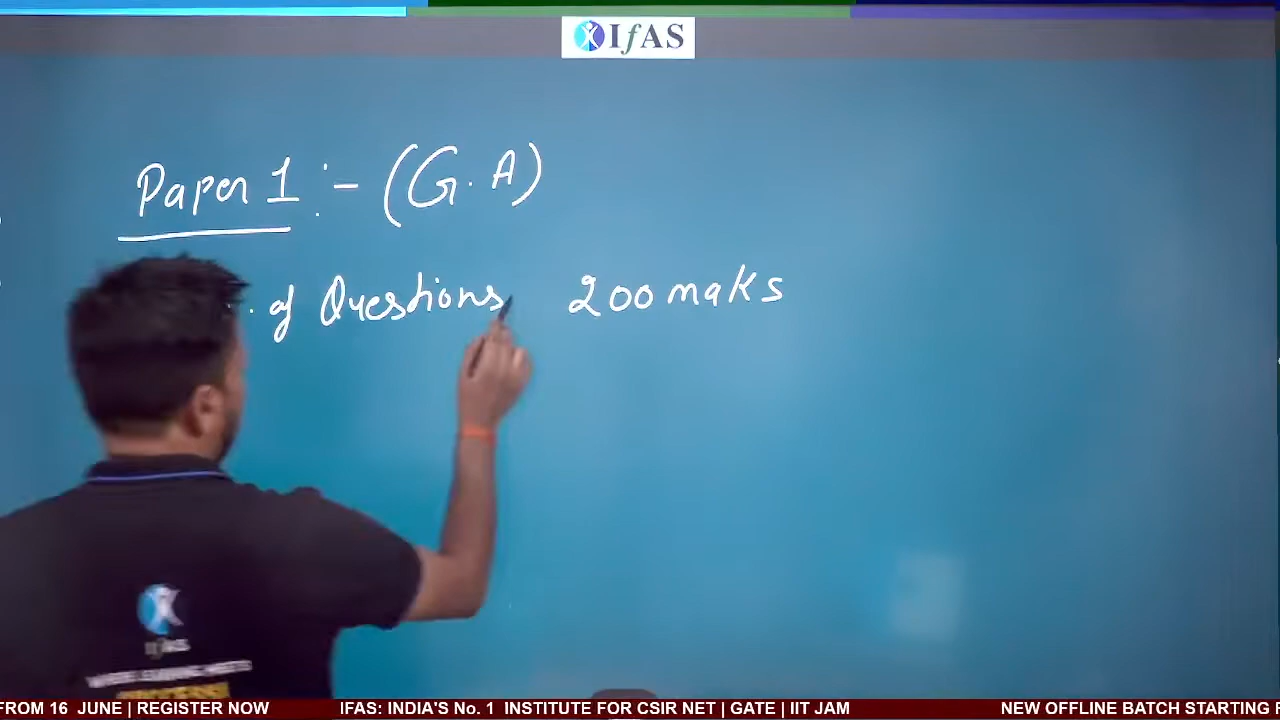 IfAS
Paper 1 :- (G.A)
. of Questions 200 maks
IfAS
FROM 16 JUNE | REGISTER NOW IFAS: INDIA'S No. 1 INSTITUTE FOR CSIR NET | GATE | IIT JAM NEW OFFLINE BATCH STARTING F